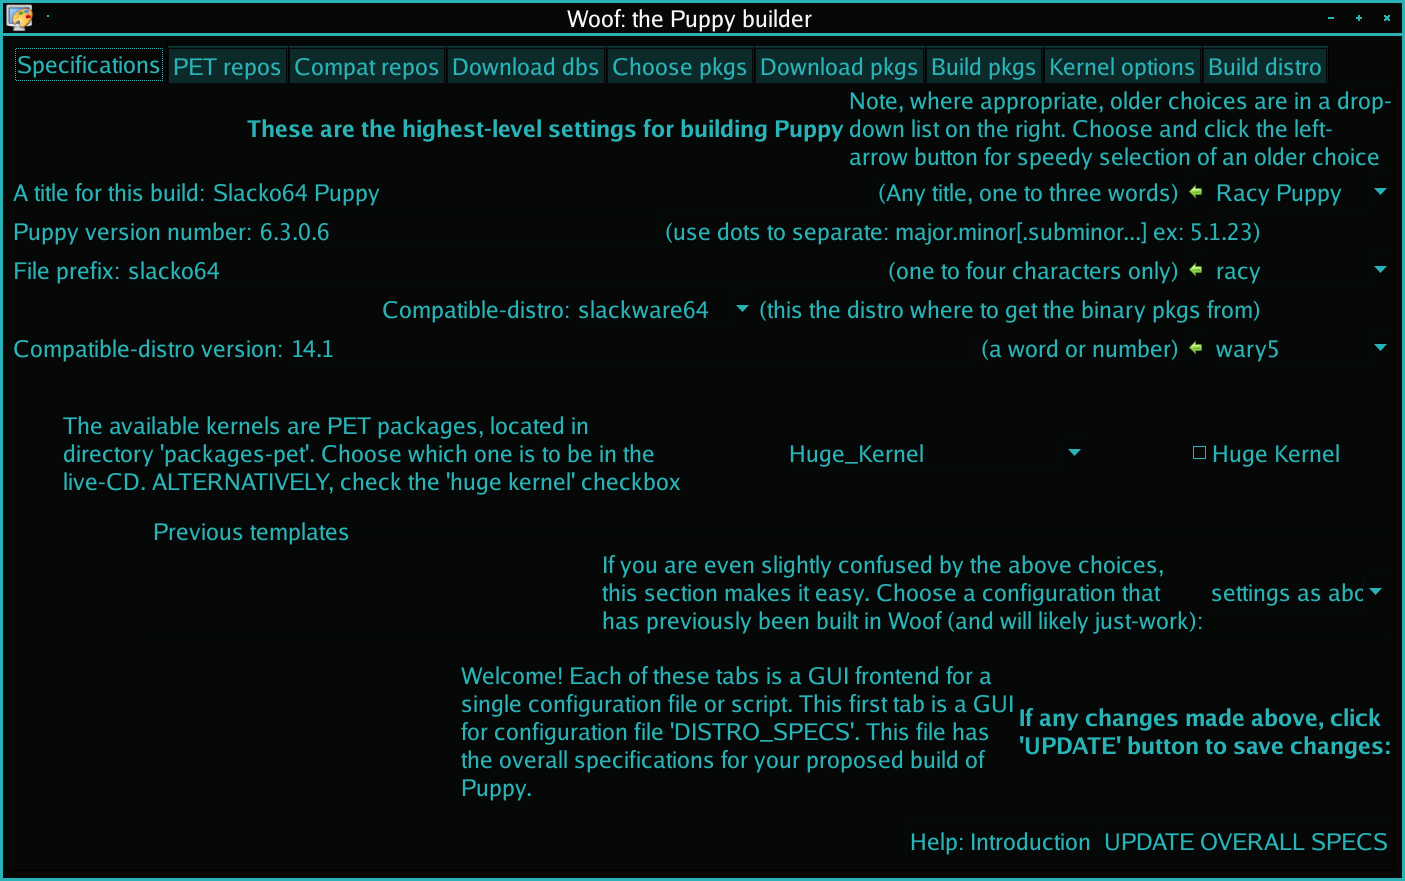 Woof: the Puppy builder
Specifications PET repos Compat repos Download dbs Choose pkgs Download pkgs Build pkgs Kernel options Build distro
These are the highest-level settings for building Puppy
Note, where appropriate, older choices are in a drop-
down list on the right. Choose and click the left-
arrow button for speedy selection of an older choice
A title for this build: Slacko64 Puppy (Any title, one to three words) Racy Puppy
Puppy version number: 6.3.0.6 (use dots to separate: major.minor[.subminor...] ex: 5.1.23)
File prefix: slacko64 (one to four characters only) racy
Compatible-distro: slackware64 (this the distro where to get the binary pkgs from)
Compatible-distro version: 14.1 (a word or number) wary5
The available kernels are PET packages, located in
directory 'packages-pet'. Choose which one is to be in the
live-CD. ALTERNATIVELY, check the 'huge kernel' checkbox
Huge_Kernel
Huge Kernel
Previous templates
If you are even slightly confused by the above choices,
this section makes it easy. Choose a configuration that
has previously been built in Woof (and will likely just-work):
settings as abc
Welcome! Each of these tabs is a GUI frontend for a
single configuration file or script. This first tab is a GUI
for configuration file 'DISTRO_SPECS'. This file has
the overall specifications for your proposed build of
Puppy.
If any changes made above, click
'UPDATE' button to save changes:
Help: Introduction UPDATE OVERALL SPECS